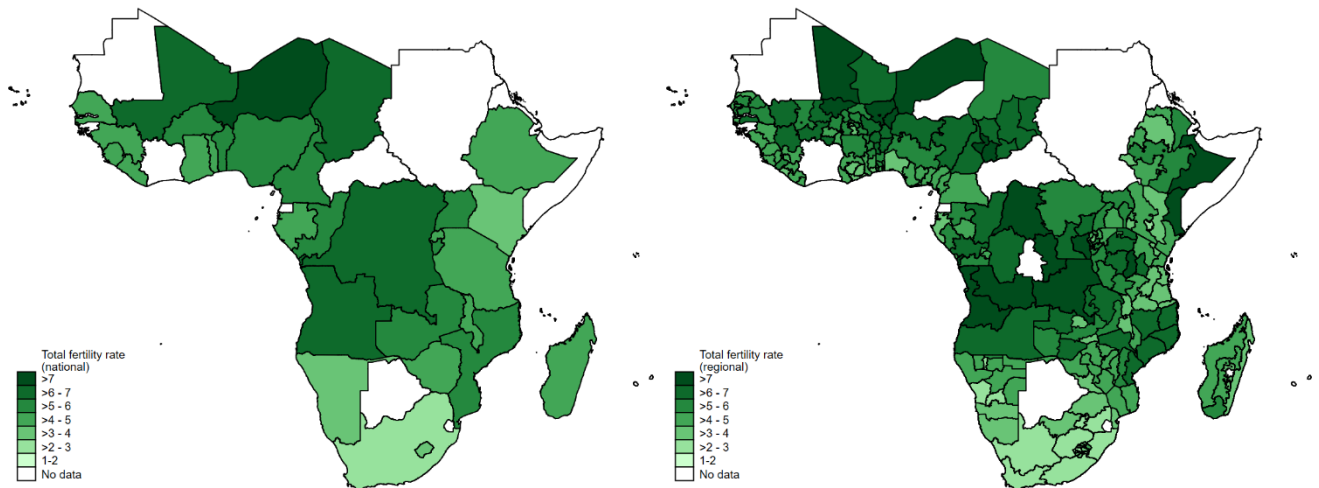 Total fertility rate
(national)
>7
>6 - 7
>5 - 6
>4 - 5
>3 - 4
>2 - 3
1-2
No data
Total fertility rate
(regional)
>7
>6 - 7
>5 - 6
>4 - 5
>3 - 4
>2 - 3
1-2
No data